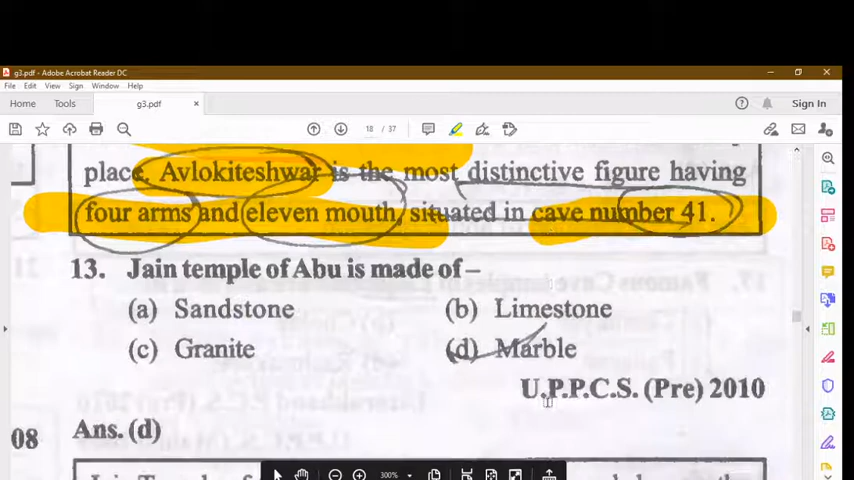 g3.pdf - Adobe Acrobat Reader DC
File Edit View Sign Window Help
Home Tools g3.pdf × Sign In
18 / 37
place. Avlokiteshwar is the most distinctive figure having
four arms and eleven mouth, situated in cave number 41.
13. Jain temple of Abu is made of –
(a) Sandstone (b) Limestone
(c) Granite (d) Marble
U.P.P.C.S. (Pre) 2010
08 Ans. (d)
300%